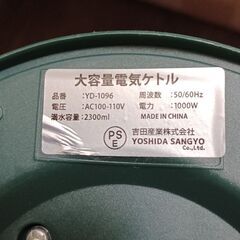 大容量電気ケトル
品番 :YD-1096 周波数 :50/60Hz
電圧 :AC100-110V 電力 :1000W
満水容量:2300ml MADE IN CHINA
PSE
吉田産業株式会社
YOSHIDA SANGYO
Co.,Ltd.